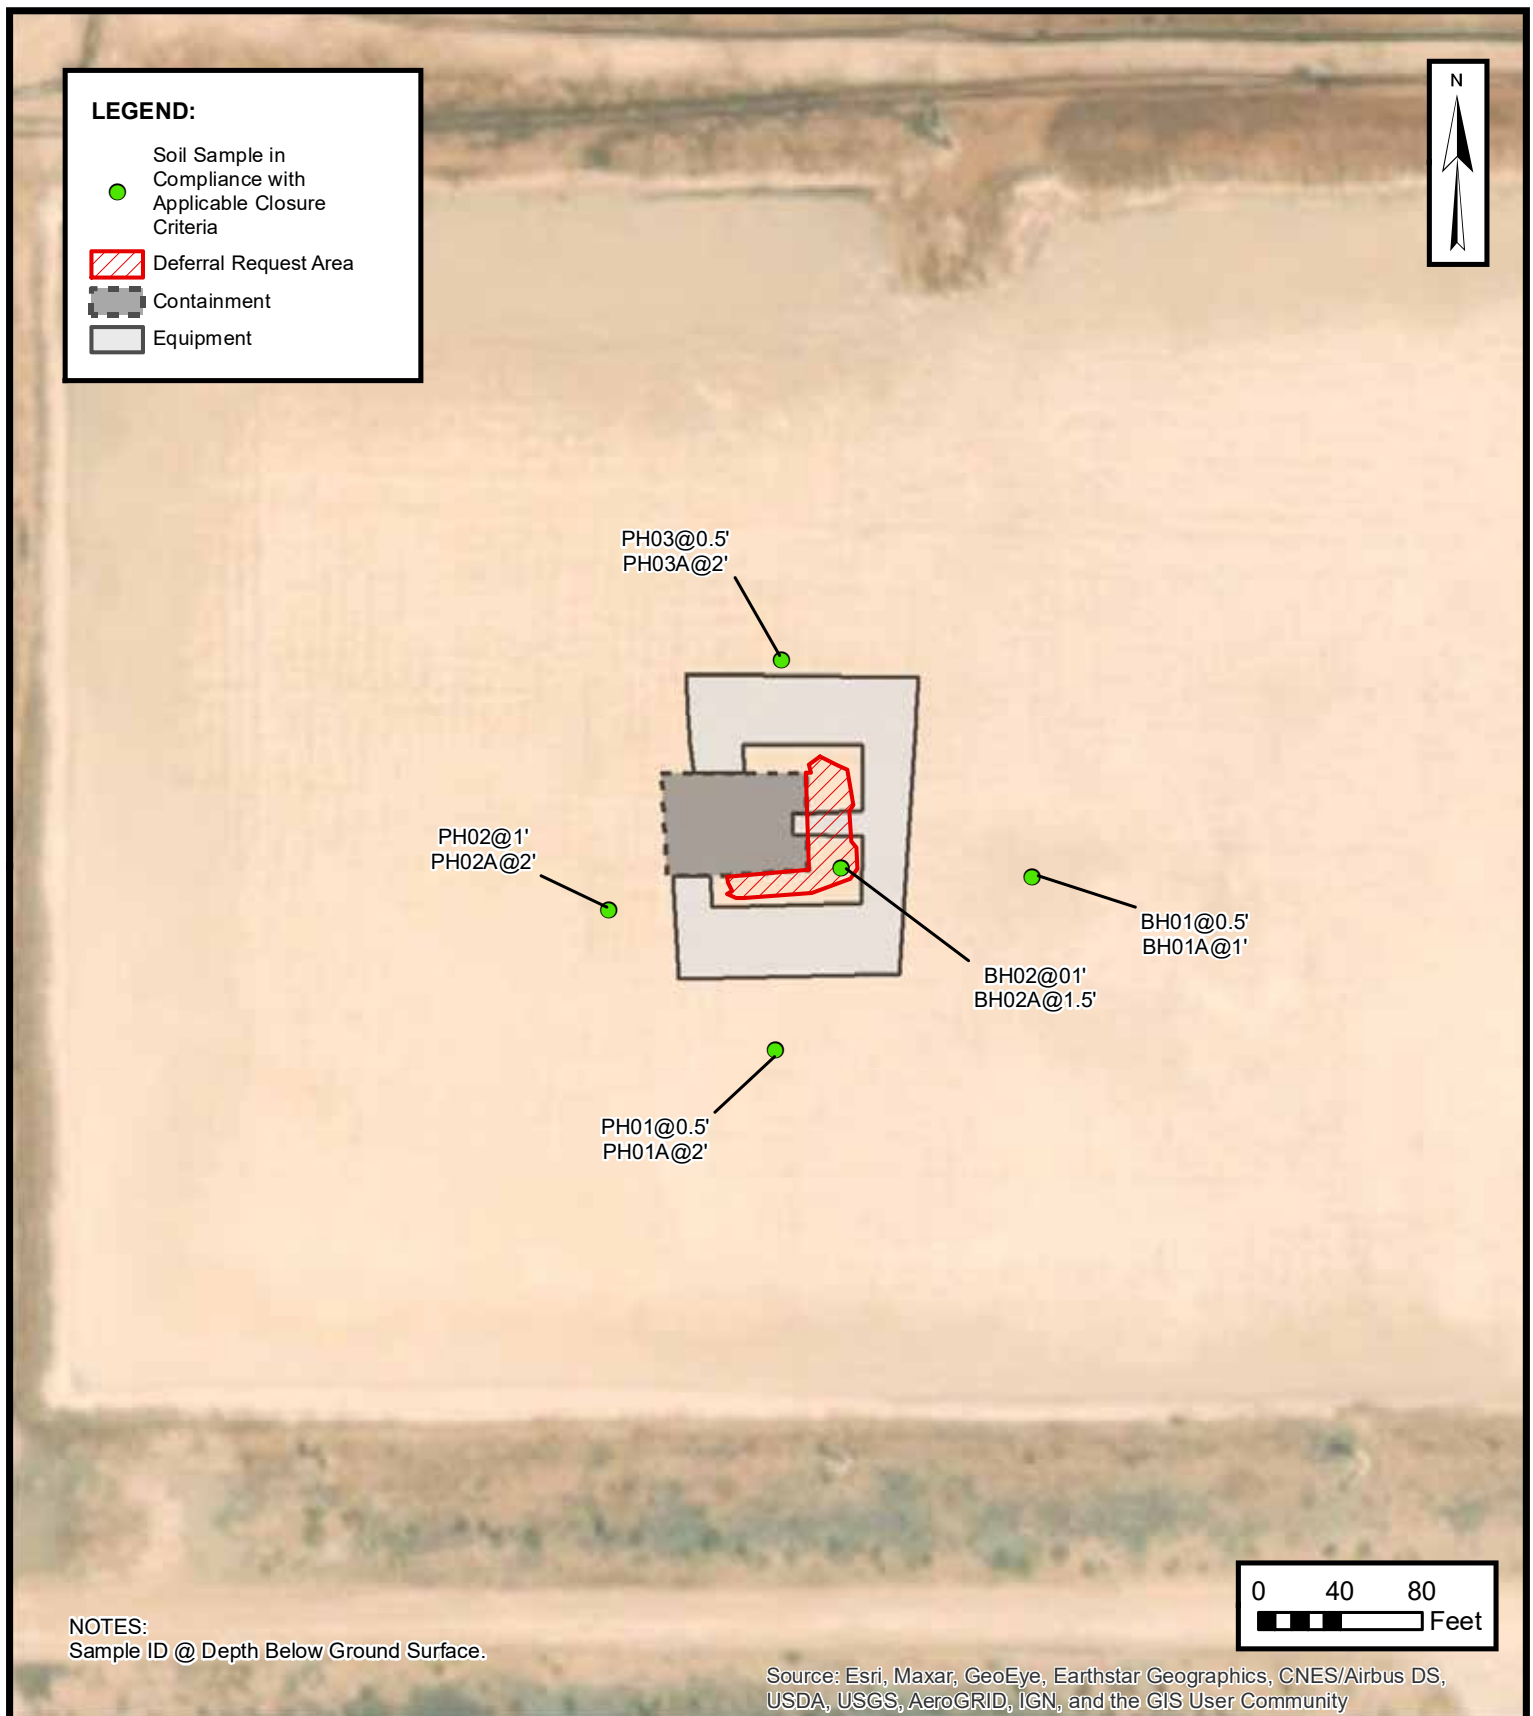 LEGEND:
Soil Sample in
Compliance with
Applicable Closure
Criteria
Deferral Request Area
Containment
Equipment
N
PH03@0.5'
PH03A@2'
PH02@1'
PH02A@2'
BH01@0.5'
BH01A@1'
BH02@01'
BH02A@1.5'
PH01@0.5'
PH01A@2'
0 40 80
Feet
NOTES:
Sample ID @ Depth Below Ground Surface.
Source: Esri, Maxar, GeoEye, Earthstar Geographics, CNES/Airbus DS,
USDA, USGS, AeroGRID, IGN, and the GIS User Community